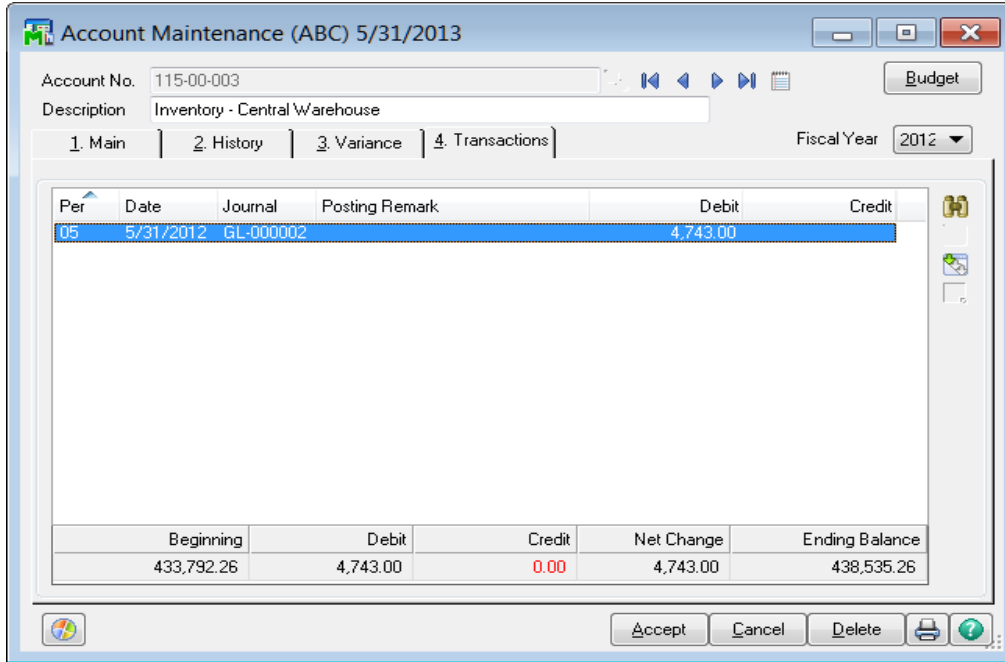 Account Maintenance (ABC) 5/31/2013
Account No. 115-00-003 Budget
Description Inventory - Central Warehouse
1. Main 2. History 3. Variance 4. Transactions Fiscal Year 2012
Per Date Journal Posting Remark Debit Credit
05 5/31/2012 GL-000002 4,743.00
Beginning Debit Credit Net Change Ending Balance
433,792.26 4,743.00 0.00 4,743.00 438,535.26
Accept Cancel Delete ?